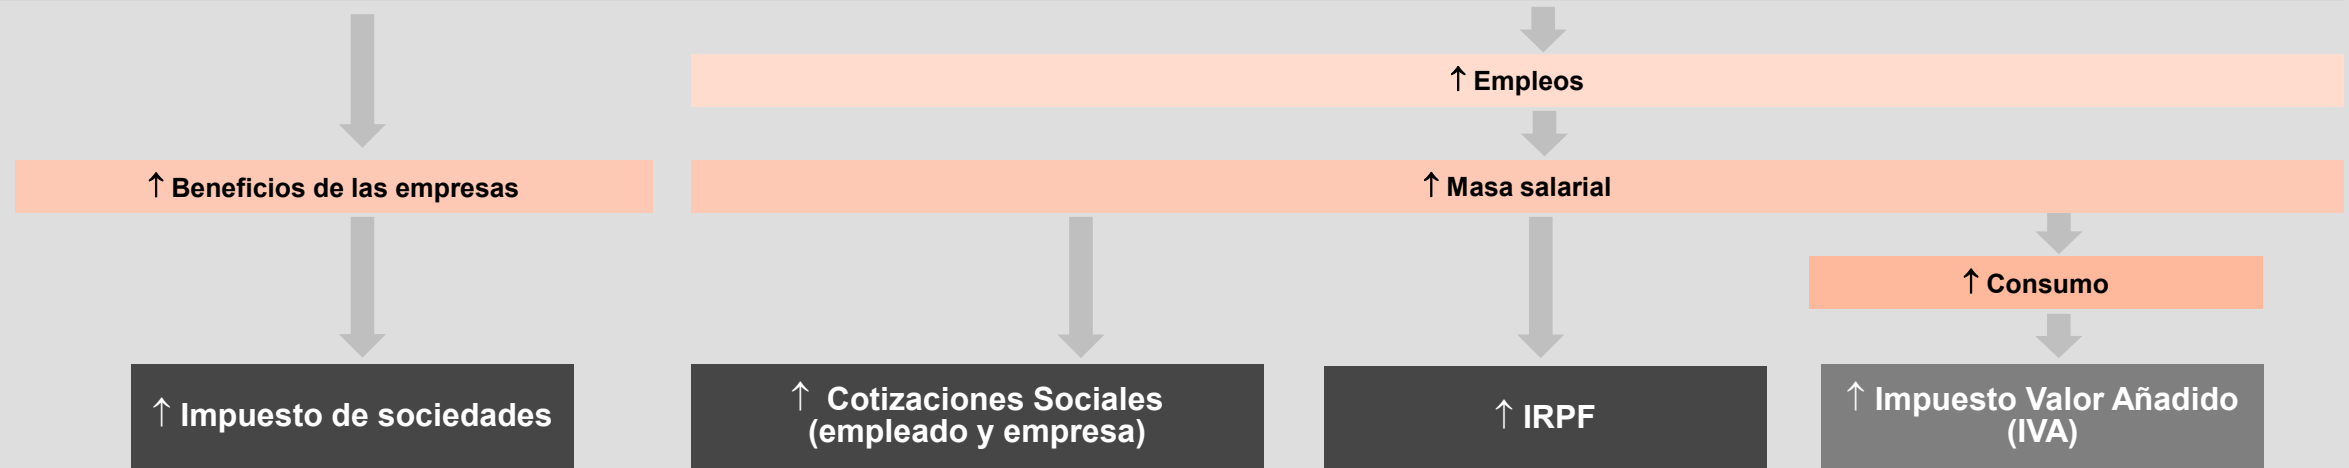 ↑ Empleos
↑ Beneficios de las empresas
↑ Masa salarial
↑ Consumo
↑ Impuesto de sociedades
↑ Cotizaciones Sociales
(empleado y empresa)
↑ IRPF
↑ Impuesto Valor Añadido
(IVA)